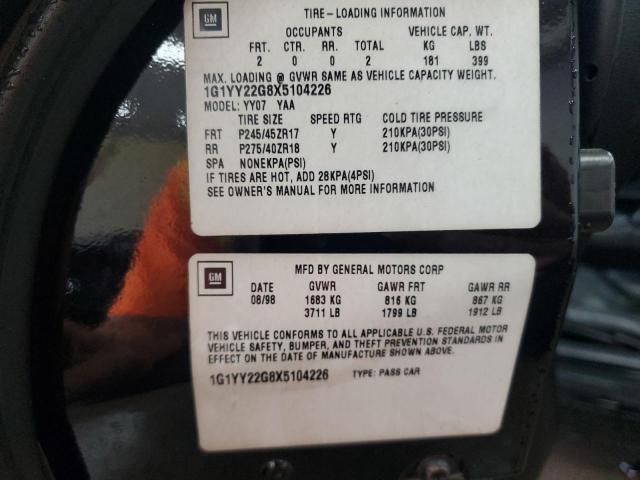 GM
TIRE-LOADING INFORMATION
OCCUPANTS VEHICLE CAP. WT.
FRT. CTR. RR. TOTAL KG LBS
2 0 0 2 181 399
MAX. LOADING @ GVWR SAME AS VEHICLE CAPACITY WEIGHT.
1G1YY22G8X5104226
MODEL: YY07 YAA
TIRE SIZE SPEED RTG COLD TIRE PRESSURE
FRT P245/45ZR17 Y 210KPA(30PSI)
RR P275/40ZR18 Y 210KPA(30PSI)
SPA NONEKPA(PSI)
IF TIRES ARE HOT, ADD 28KPA(4PSI)
SEE OWNER'S MANUAL FOR MORE INFORMATION
GM
MFD BY GENERAL MOTORS CORP
DATE GVWR GAWR FRT GAWR RR
08/98 1683 KG 816 KG 867 KG
3711 LB 1799 LB 1912 LB
THIS VEHICLE CONFORMS TO ALL APPLICABLE U.S. FEDERAL MOTOR
VEHICLE SAFETY, BUMPER, AND THEFT PREVENTION STANDARDS IN
EFFECT ON THE DATE OF MANUFACTURE SHOWN ABOVE.
1G1YY22G8X5104226 TYPE: PASS CAR